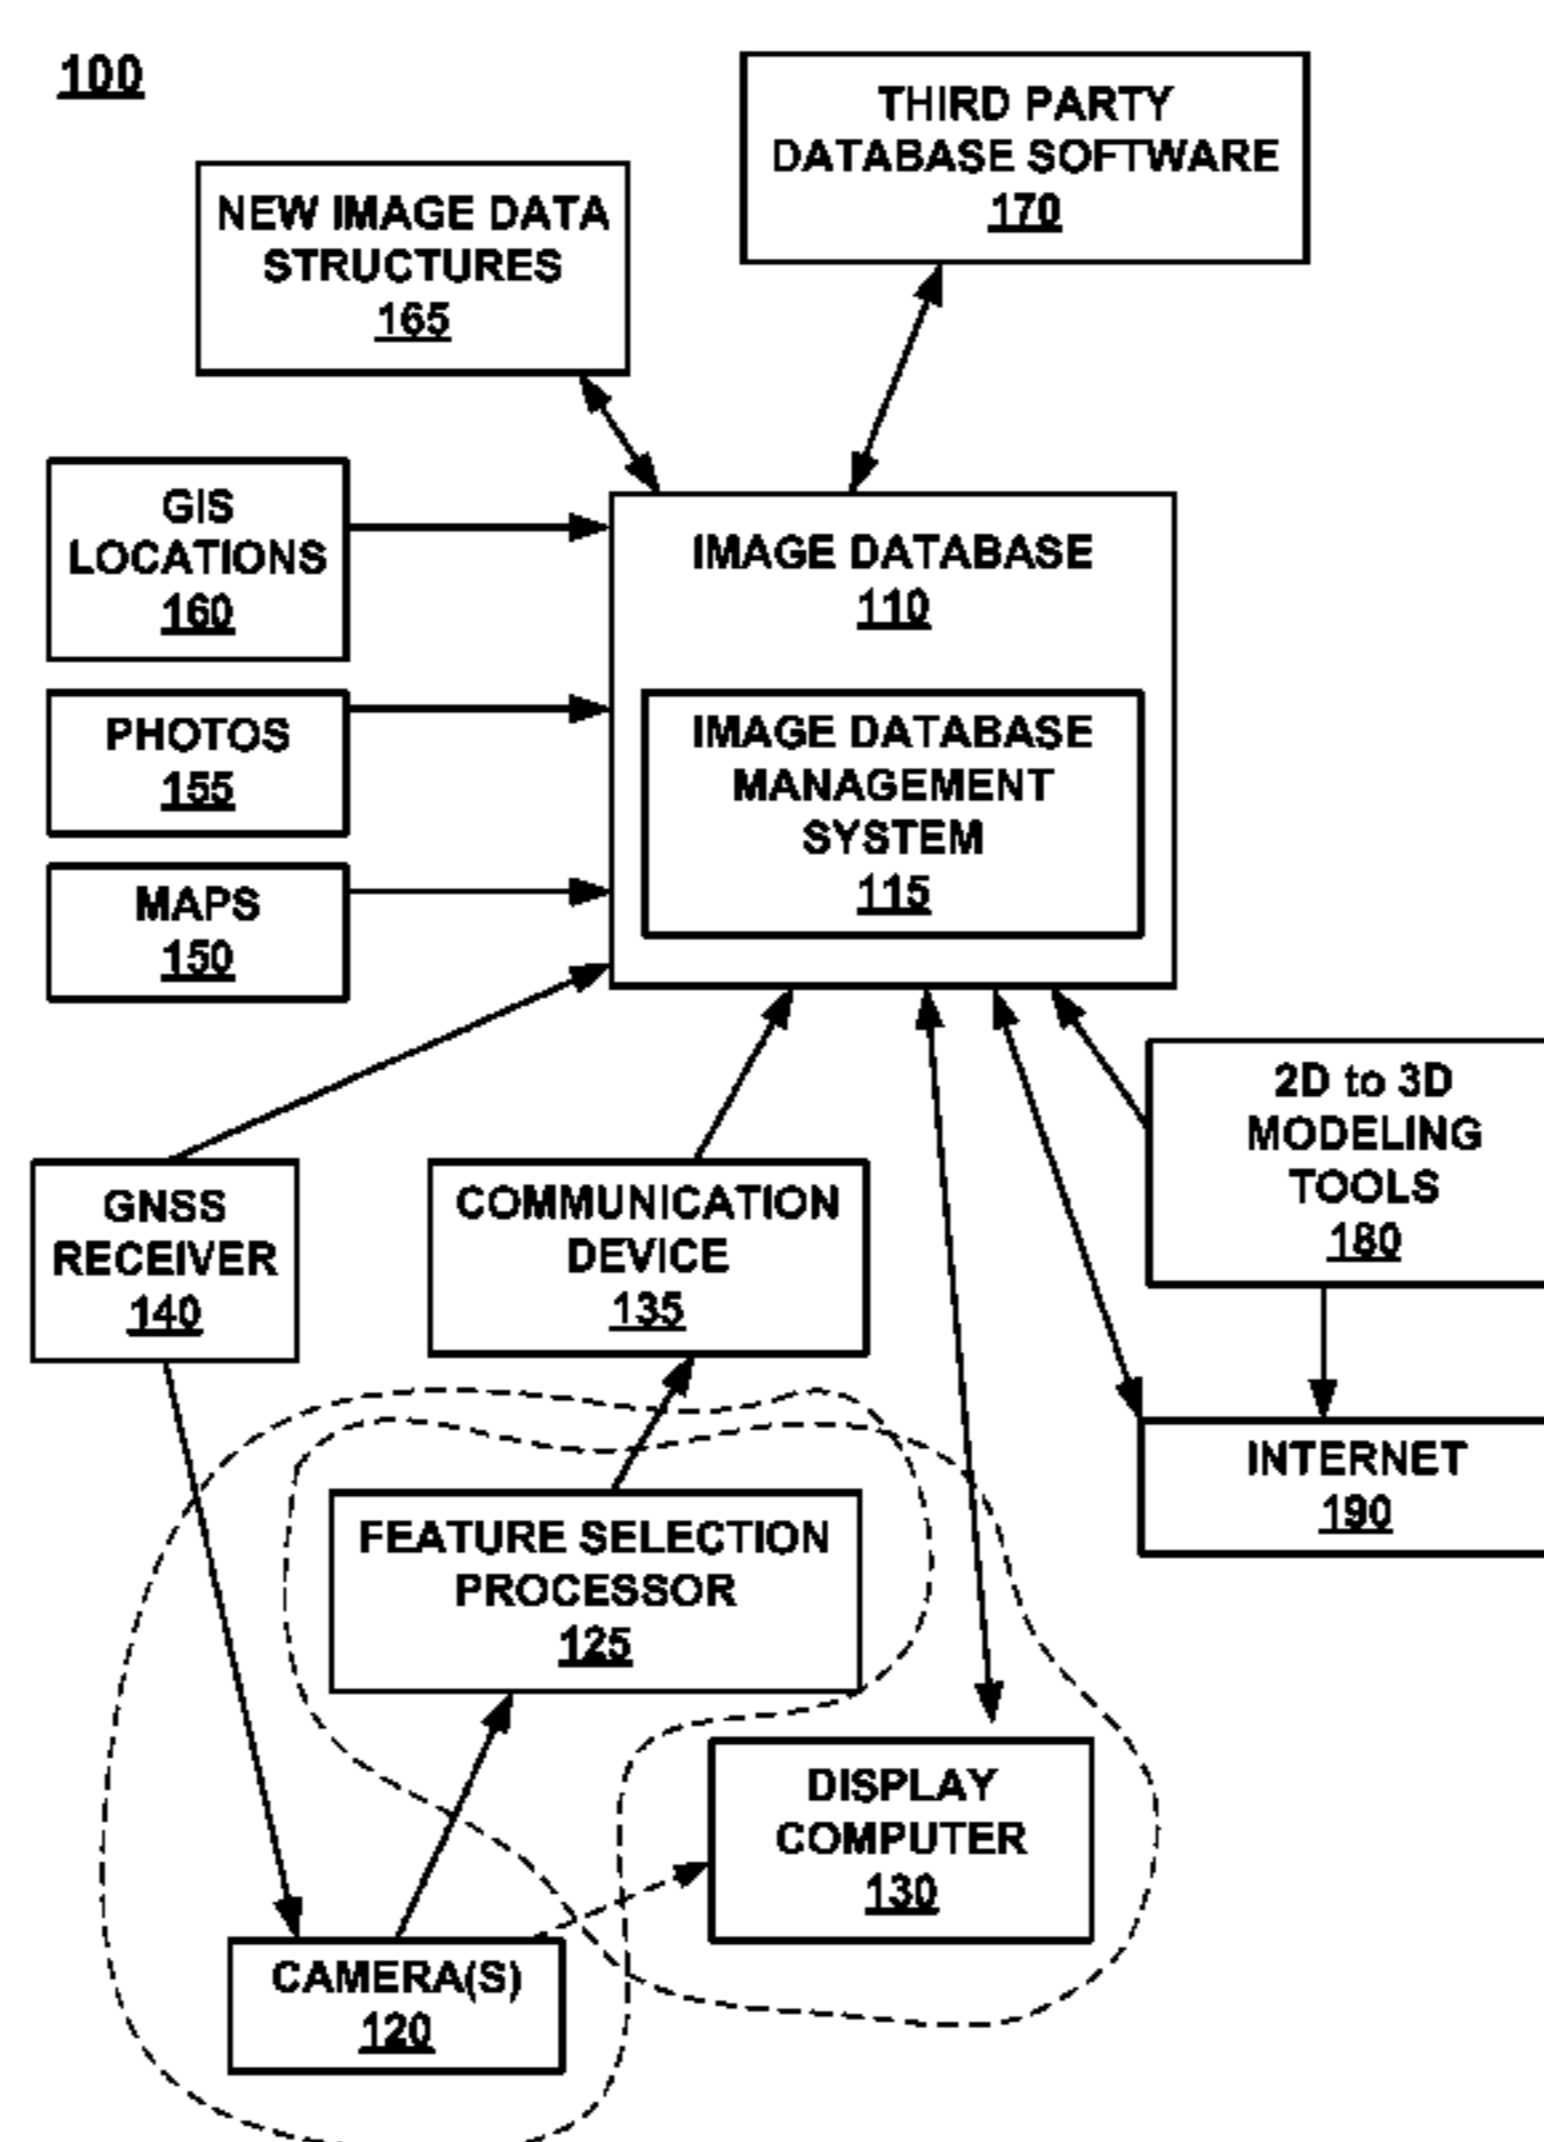 100
THIRD PARTY
DATABASE SOFTWARE
170
NEW IMAGE DATA
STRUCTURES
165
GIS
LOCATIONS
160
IMAGE DATABASE
110
PHOTOS
155
IMAGE DATABASE
MANAGEMENT
SYSTEM
115
MAPS
150
2D to 3D
MODELING
TOOLS
180
GNSS
RECEIVER
140
COMMUNICATION
DEVICE
135
INTERNET
190
FEATURE SELECTION
PROCESSOR
125
DISPLAY
COMPUTER
130
CAMERA(S)
120